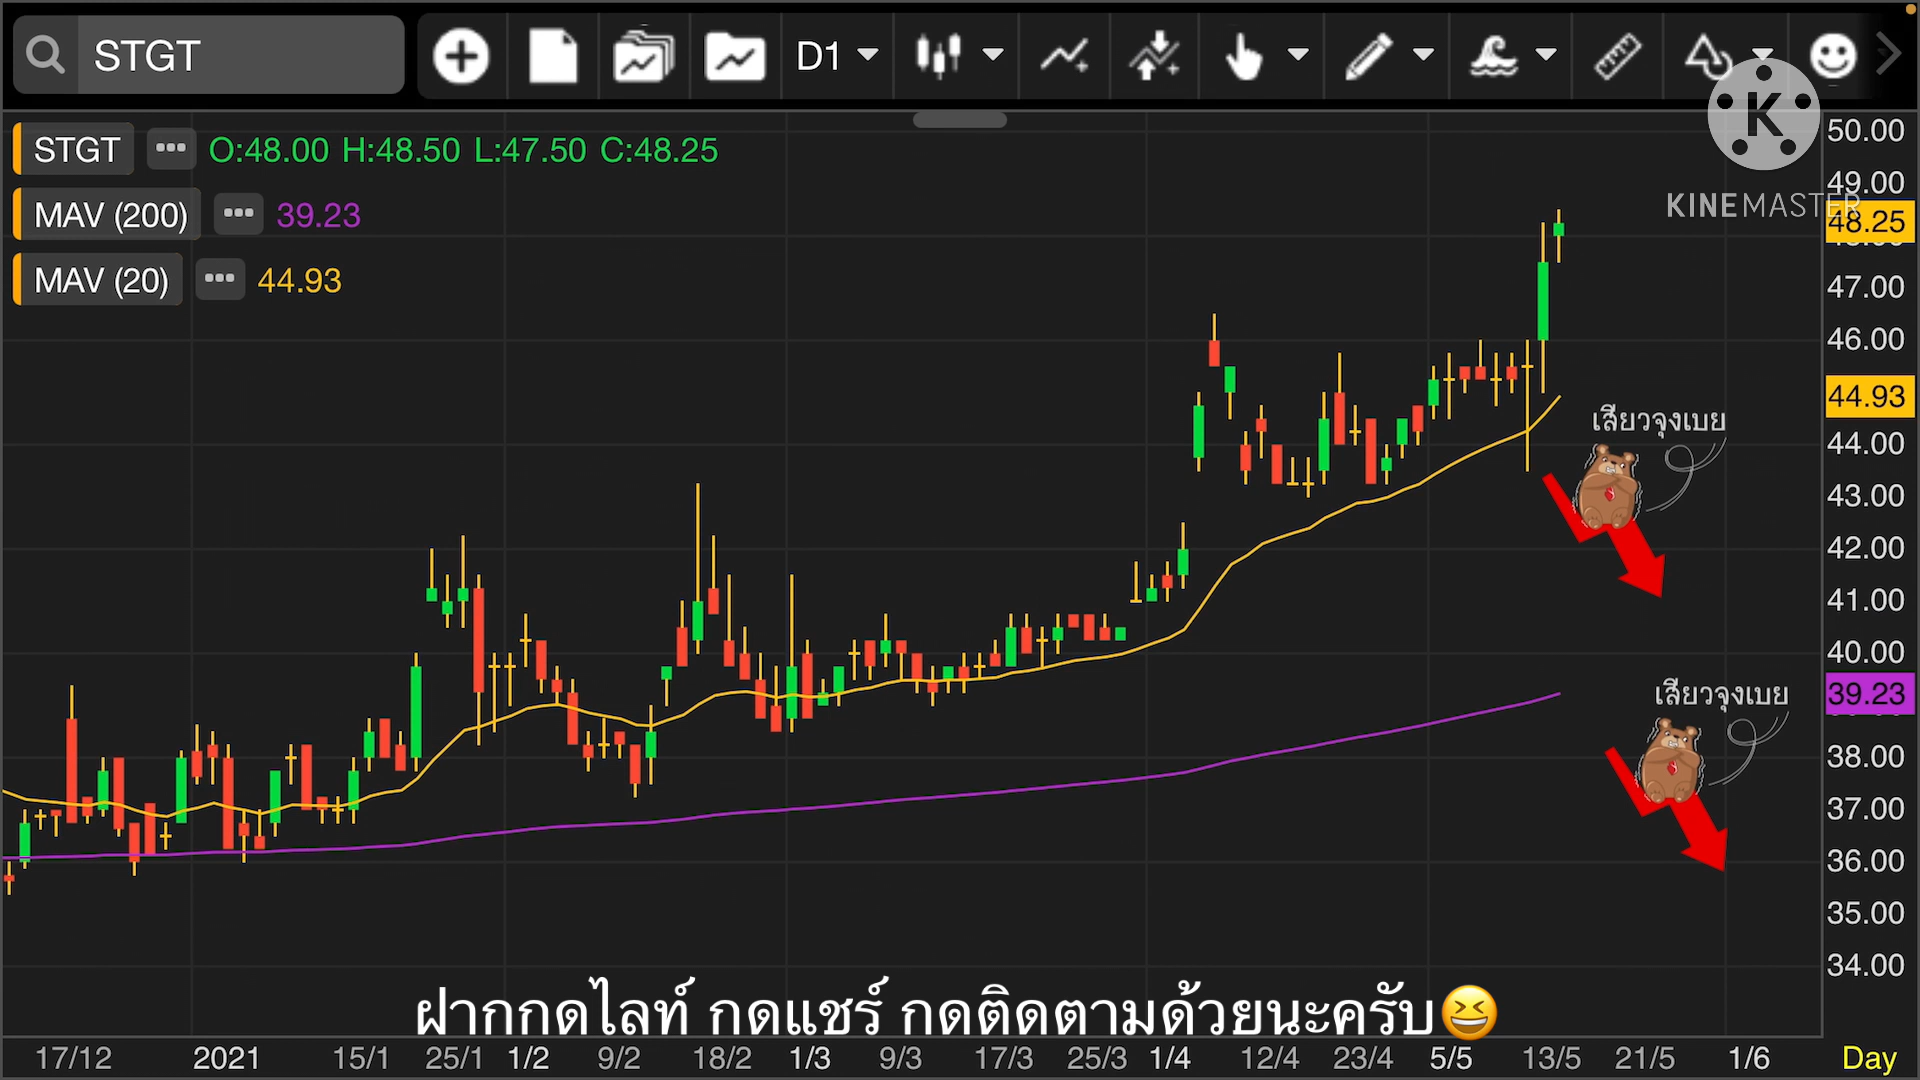 STGT
D1
K
KINEMASTER
STGT ••• O:48.00 H:48.50 L:47.50 C:48.25
MAV (200) ••• 39.23
MAV (20) ••• 44.93
50.00
49.00
48.25
47.00
46.00
44.93
44.00
43.00
42.00
41.00
40.00
39.23
38.00
37.00
36.00
35.00
34.00
เสียวจุงเบย
เสียวจุงเบย
ฝากกดไลท์ กดแชร์ กดติดตามด้วยนะครับ😆
17/12 2021 15/1 25/1 1/2 9/2 18/2 1/3 9/3 17/3 25/3 1/4 12/4 23/4 5/5 13/5 21/5 1/6 Day